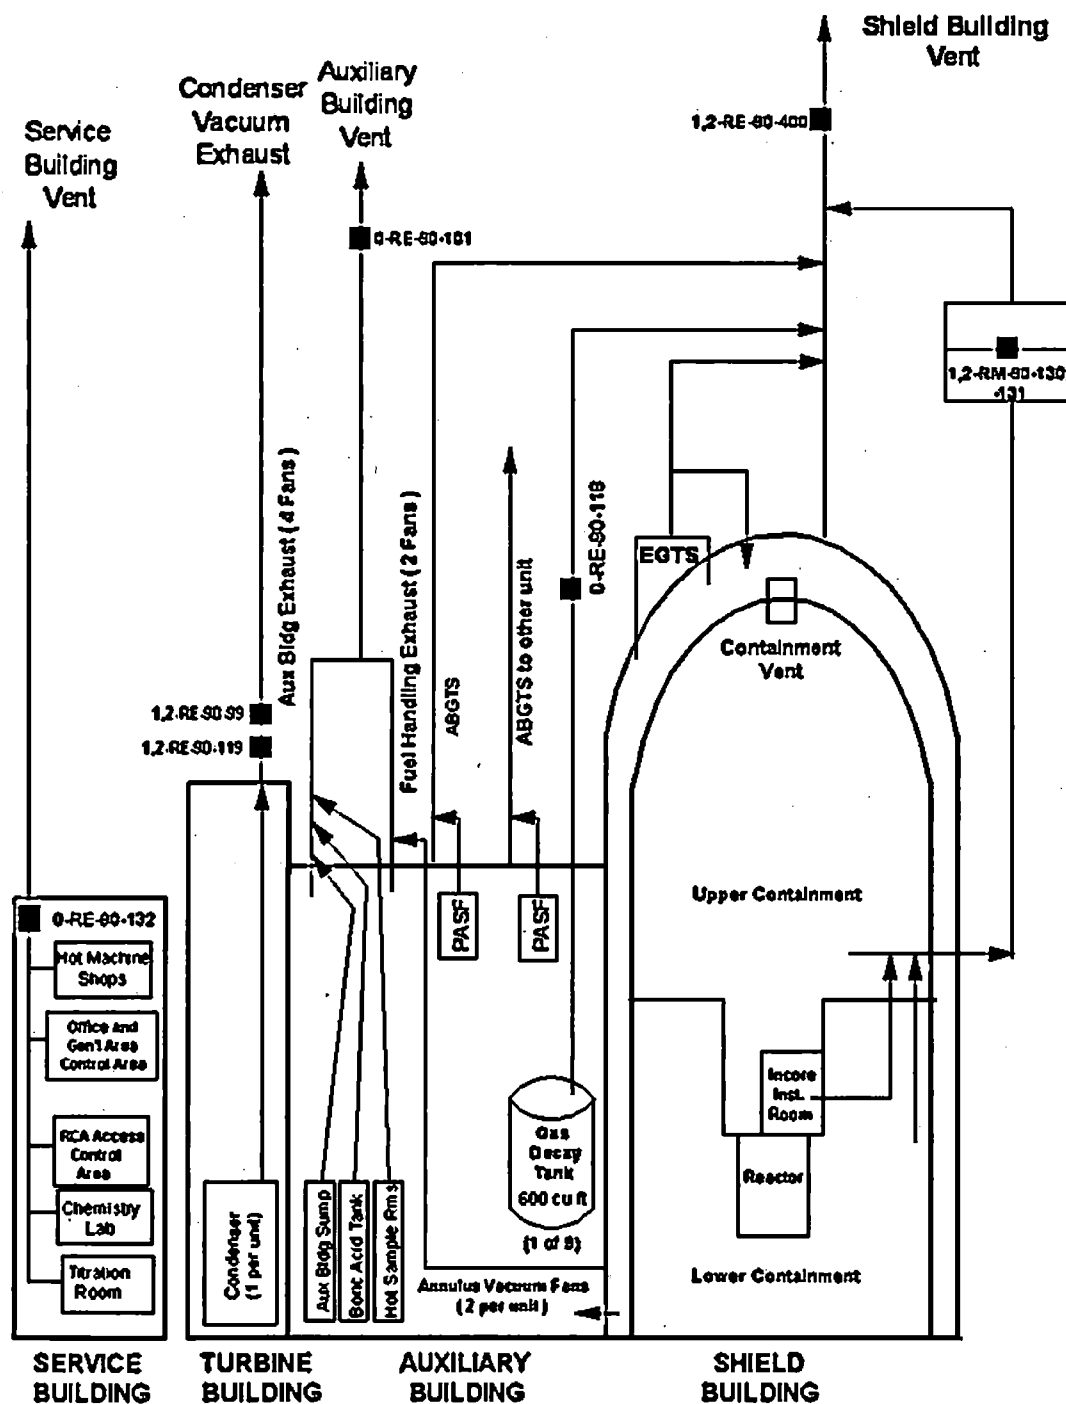 Shield Building
Vent
Auxiliary
Building
Vent
Condenser
Vacuum
Exhaust
Service
Building
Vent
1,2-RE-90-400
0-RE-90-101
1,2-RM-90-130
-131
Aux Bldg Exhaust ( 4 Fans )
Fuel Handling Exhaust ( 2 Fans )
ABGTS
ABGTS to other unit
0-RE-90-118
EGTS
Containment
Vent
1,2-RE-90-99
1,2-RE-90-119
Upper Containment
0-RE-90-132
Hot Machine
Shops
Office and
Gen'l Area
Control Area
RCA Access
Control
Area
Chemistry
Lab
Titration
Room
PASF
PASF
Incore
Inst.
Room
Reactor
Gas
Decay
Tank
600 cu ft
(1 of 9)
Condenser
(1 per unit)
Aux Bldg Sump
Boric Acid Tank
Hot Sample Rms
Annulus Vacuum Fans
( 2 per unit )
Lower Containment
SERVICE
BUILDING
TURBINE
BUILDING
AUXILIARY
BUILDING
SHIELD
BUILDING